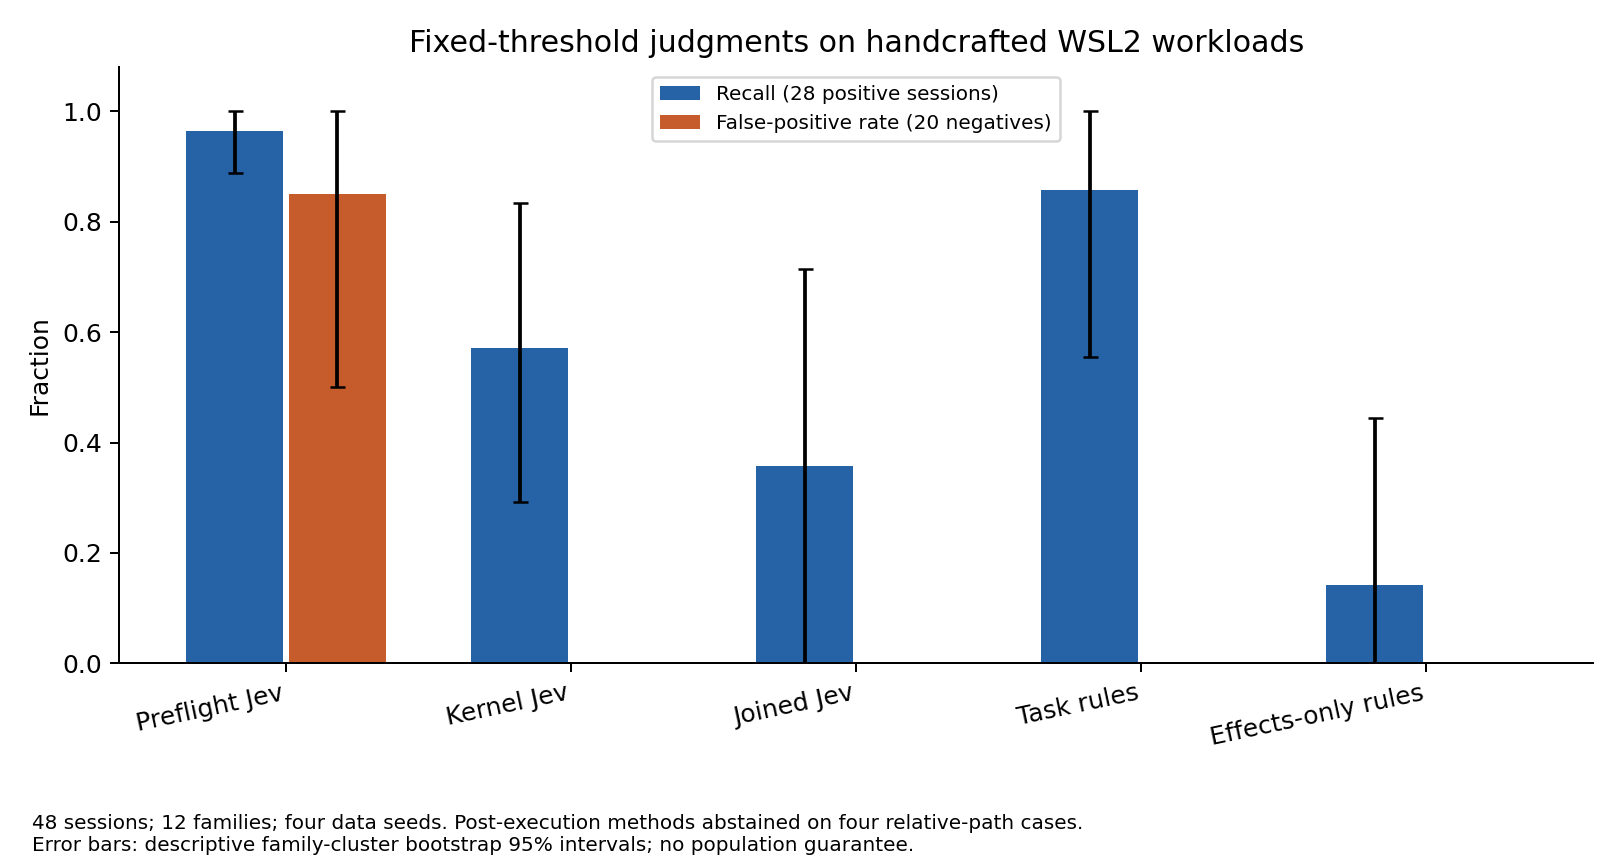 Fixed-threshold judgments on handcrafted WSL2 workloads
Recall (28 positive sessions)
False-positive rate (20 negatives)
Fraction
1.0
0.8
0.6
0.4
0.2
0.0
Preflight Jev
Kernel Jev
Joined Jev
Task rules
Effects-only rules
48 sessions; 12 families; four data seeds. Post-execution methods abstained on four relative-path cases.
Error bars: descriptive family-cluster bootstrap 95% intervals; no population guarantee.